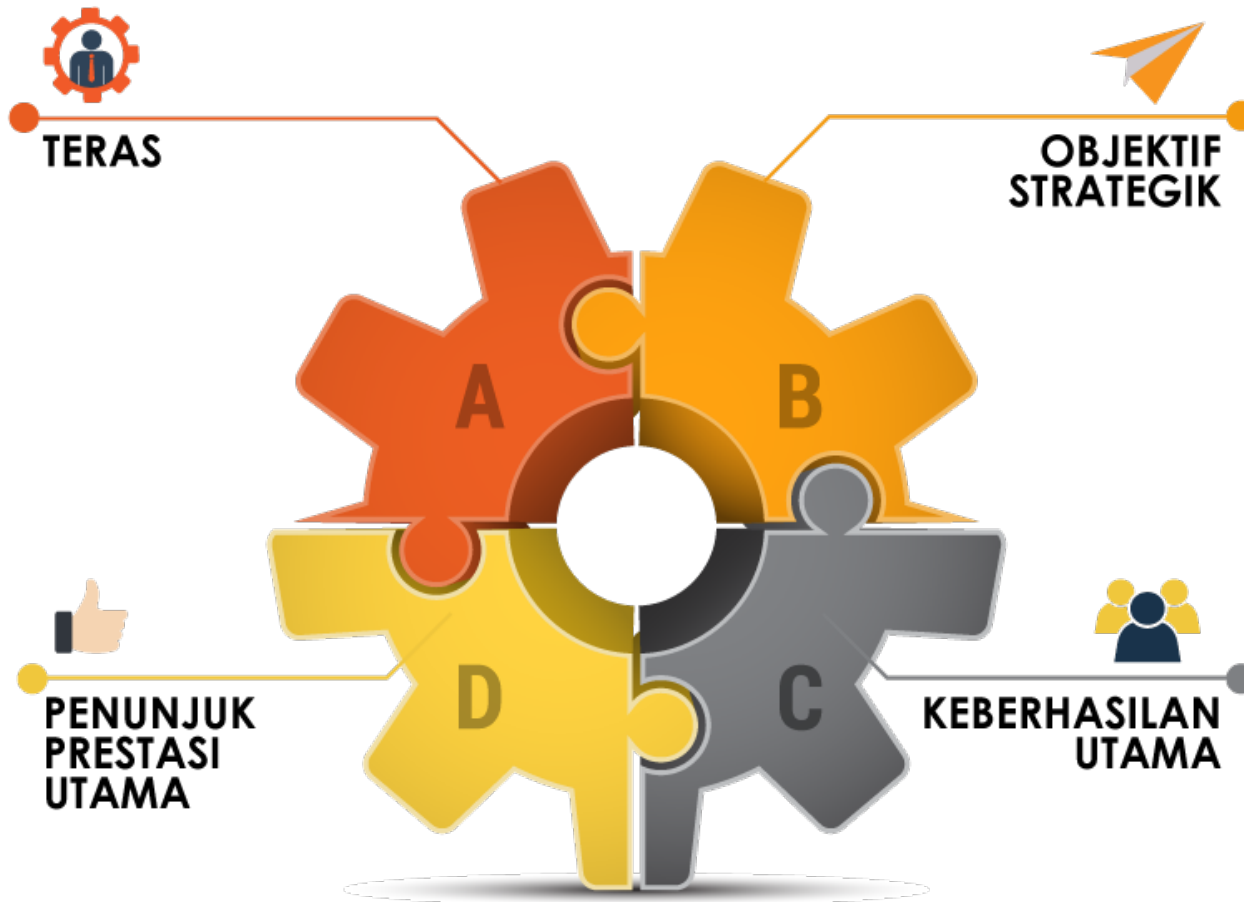 TERAS
OBJEKTIF
STRATEGIK
A
B
D
C
PENUNJUK
PRESTASI
UTAMA
KEBERHASILAN
UTAMA